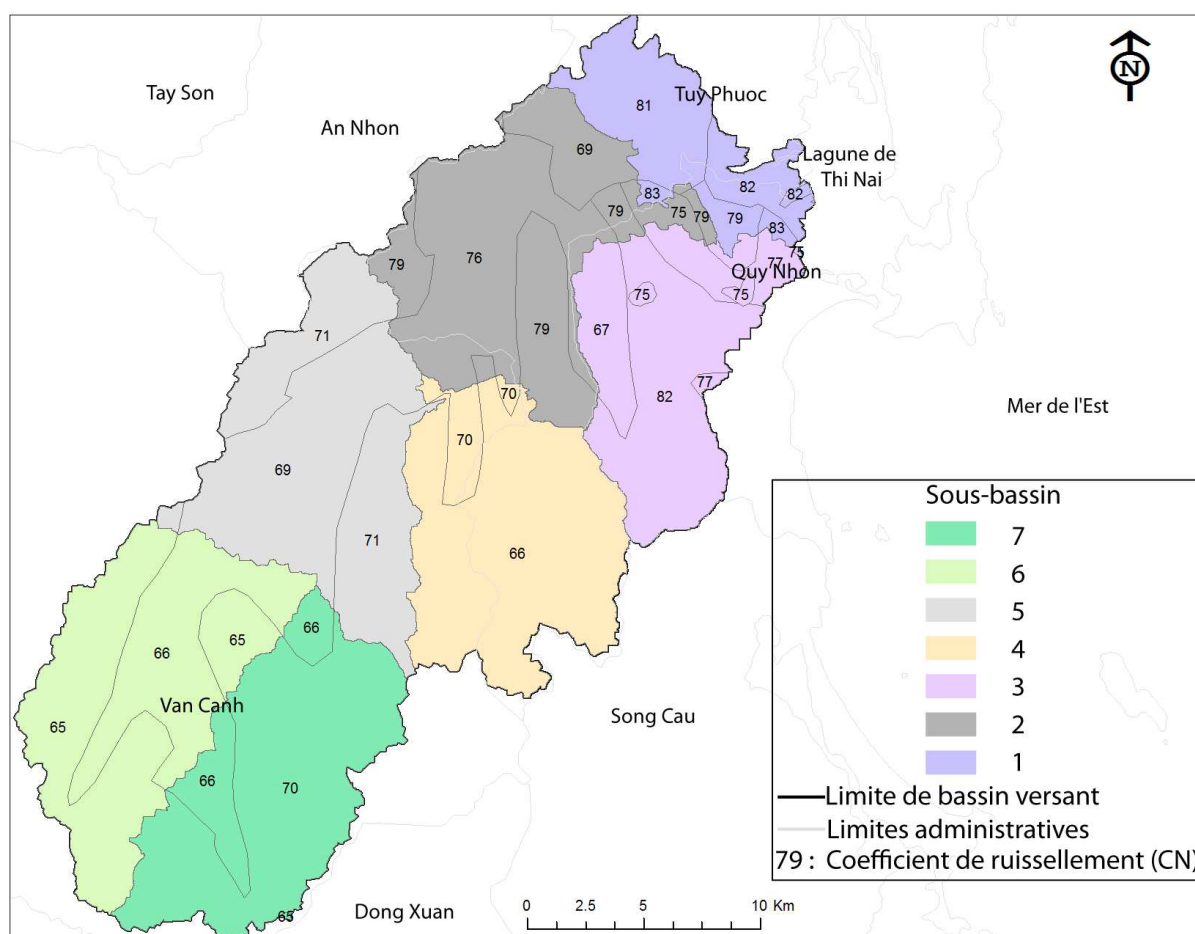 N
Tay Son
An Nhon
Tuy Phuoc
Lagune de
Thi Nai
81
69
83
82
82
79
75
79
79
83
75
77
Quy Nhon
79
76
75
75
71
79
67
77
82
Mer de l'Est
70
70
69
71
66
66
65
66
65
Van Canh
66
70
65
Song Cau
Dong Xuan
0 2.5 5 10 Km
Sous-bassin
7
6
5
4
3
2
1
Limite de bassin versant
Limites administratives
79 : Coefficient de ruissellement (CN)